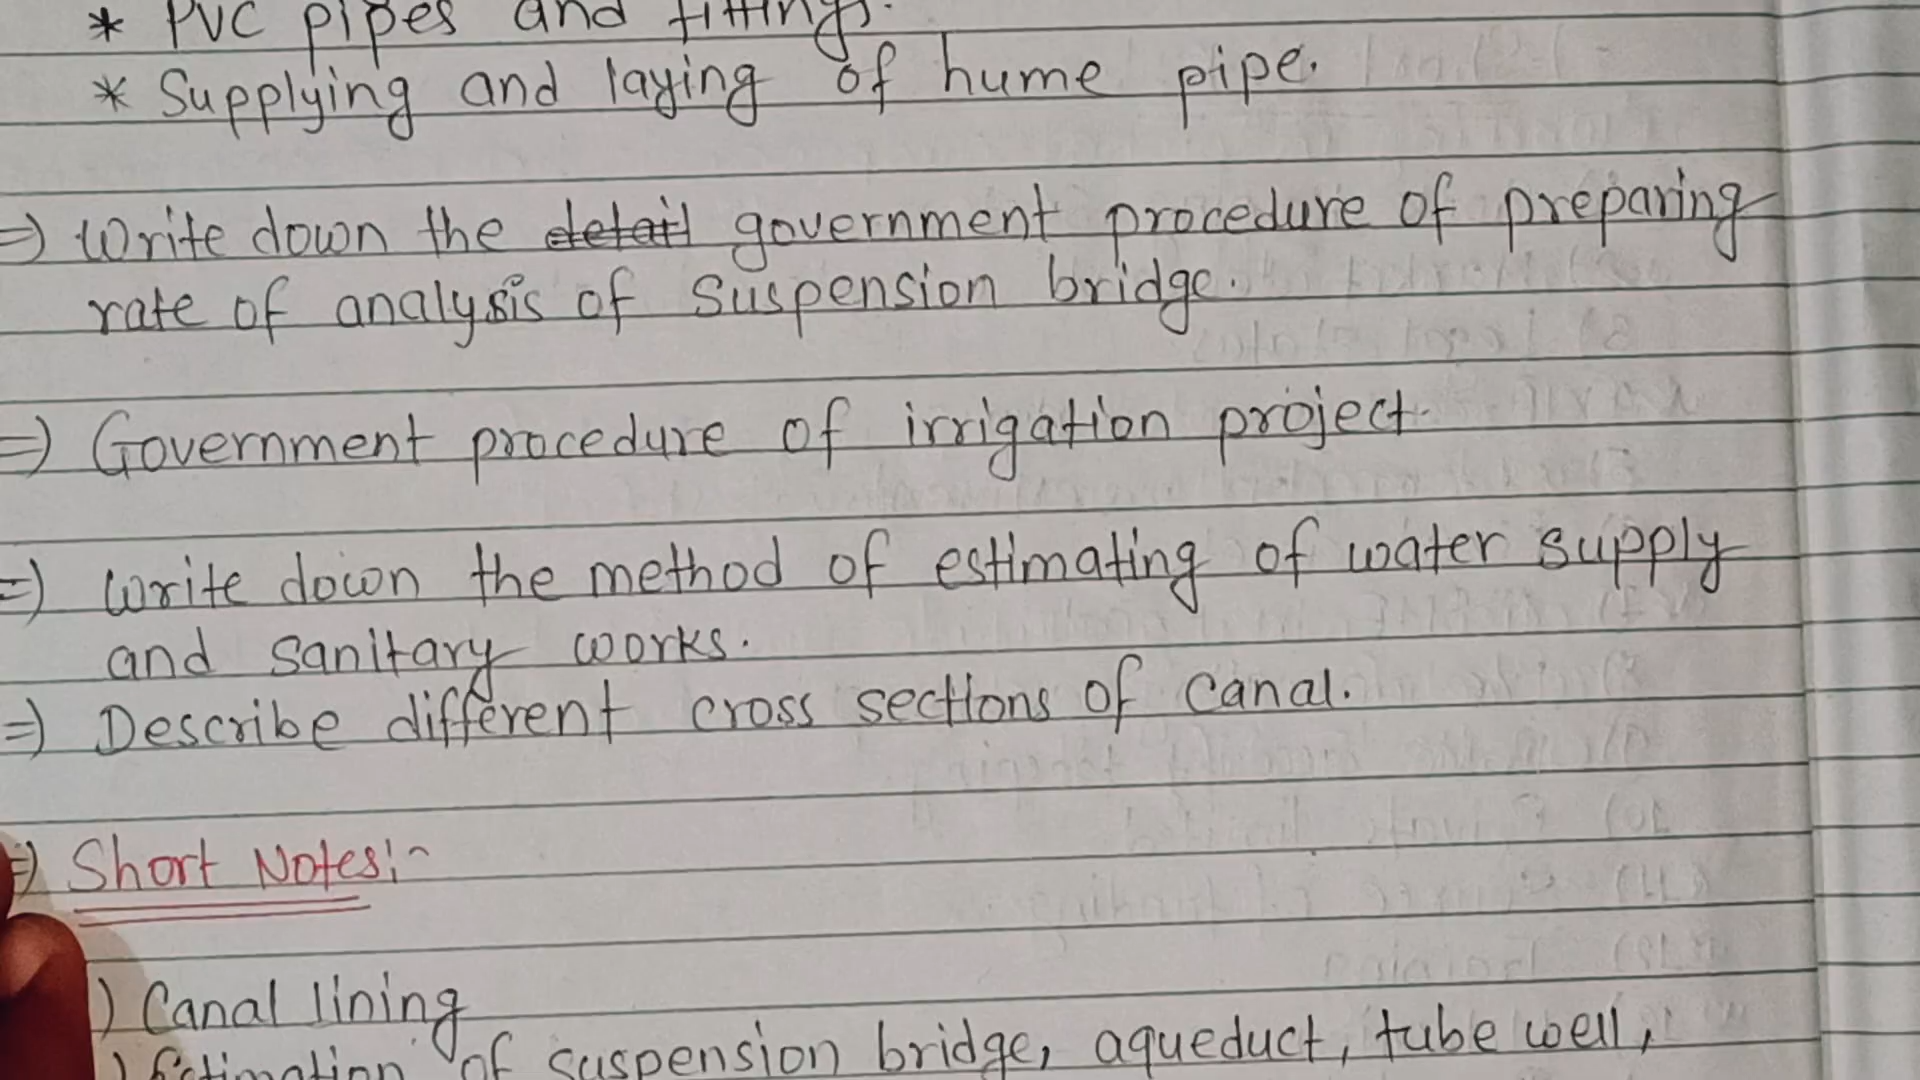 * PVC pipes and fittings.
* Supplying and laying of hume pipe.
=) Write down the detail government procedure of preparing
rate of analysis of suspension bridge.
=) Government procedure of irrigation project.
=) Write down the method of estimating of water supply
and sanitary works.
=) Describe different cross sections of canal.
=) Short Notes:-
) Canal lining
) Estimation of suspension bridge, aqueduct, tube well,